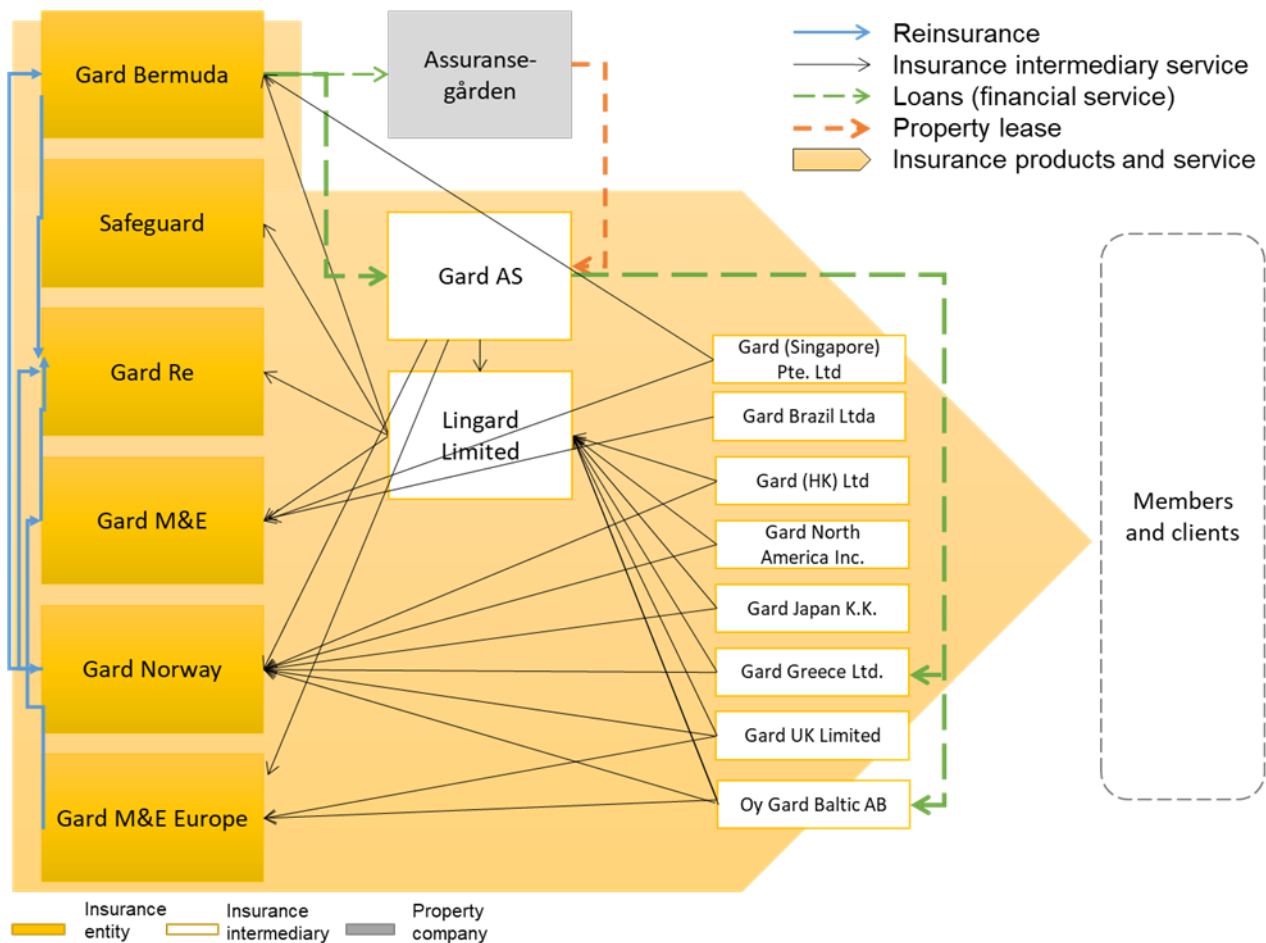 Gard Bermuda
Safeguard
Gard Re
Gard M&E
Gard Norway
Gard M&E Europe
Assuranse-
gården
Gard AS
Lingard
Limited
Gard (Singapore)
Pte. Ltd
Gard Brazil Ltda
Gard (HK) Ltd
Gard North
America Inc.
Gard Japan K.K.
Gard Greece Ltd.
Gard UK Limited
Oy Gard Baltic AB
Reinsurance
Insurance intermediary service
Loans (financial service)
Property lease
Insurance products and service
Members
and clients
Insurance
entity
Insurance
intermediary
Property
company